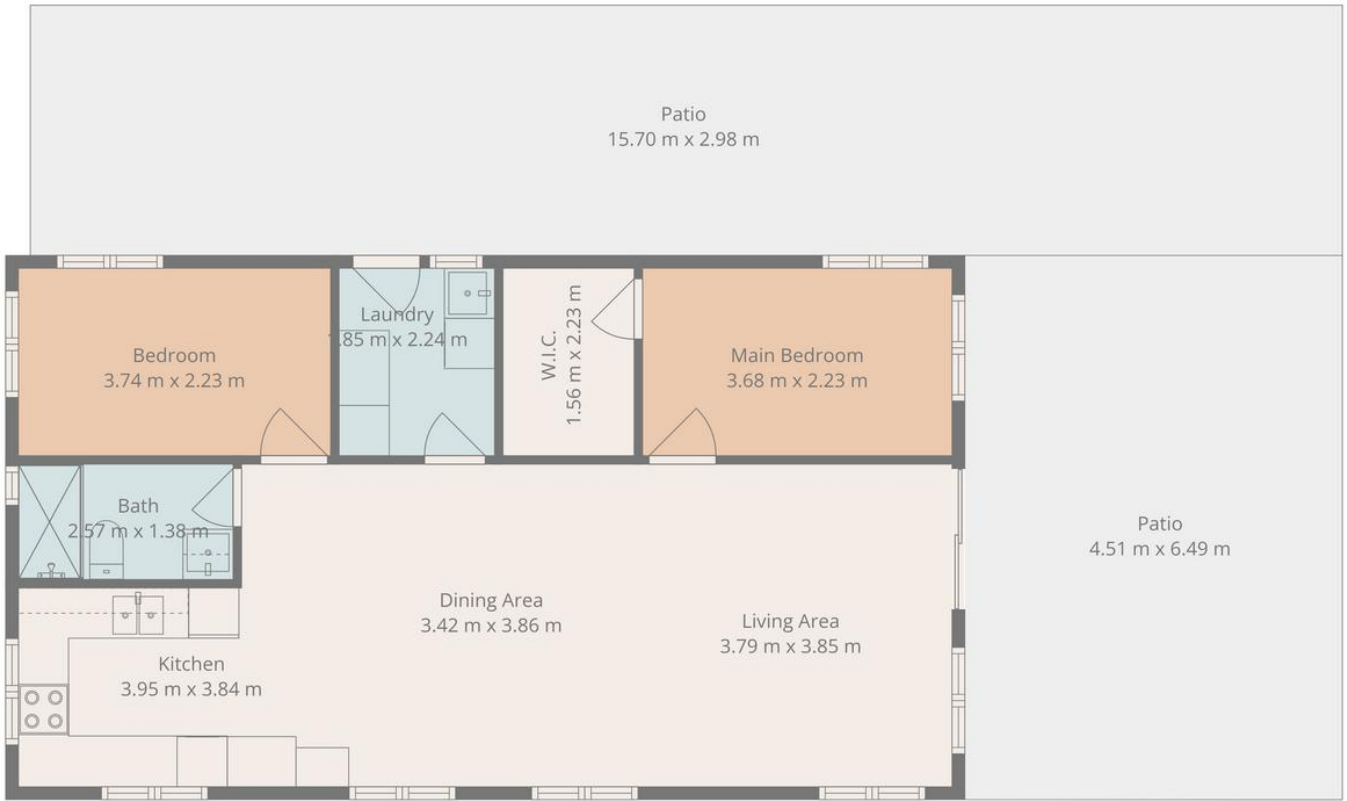 Patio
15.70 m x 2.98 m
Laundry
.85 m x 2.24 m
Bedroom
3.74 m x 2.23 m
W.I.C.
1.56 m x 2.23 m
Main Bedroom
3.68 m x 2.23 m
Bath
2.57 m x 1.38 m
Patio
4.51 m x 6.49 m
Dining Area
3.42 m x 3.86 m
Living Area
3.79 m x 3.85 m
Kitchen
3.95 m x 3.84 m